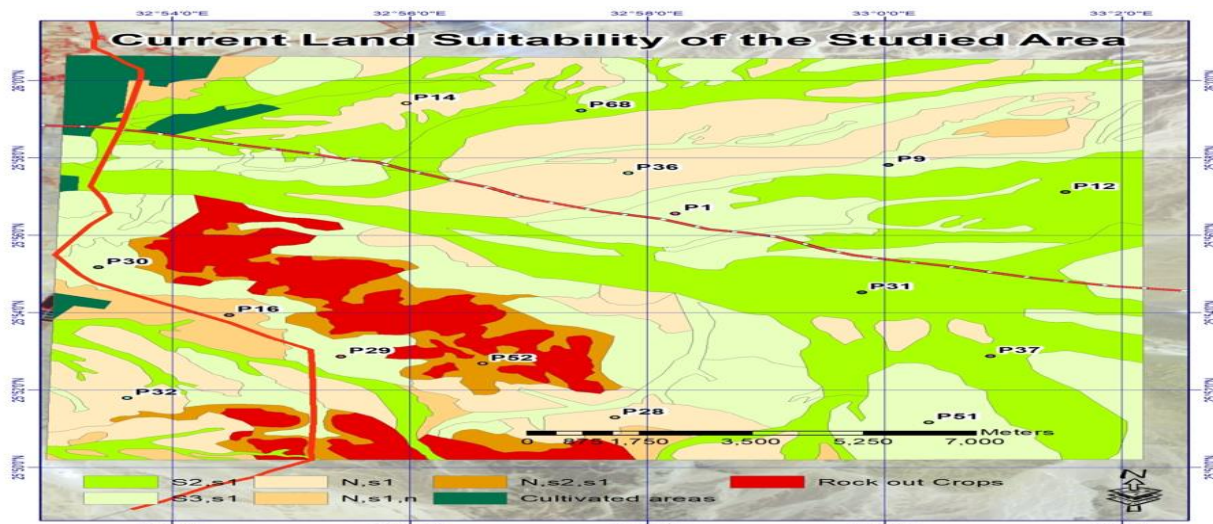 32°54'0"E 32°56'0"E 32°58'0"E 33°0'0"E 33°2'0"E
Current Land Suitability of the Studied Area
P14
P68
P36
P9
P12
P1
P30
P31
P16
P29
P52
P37
P32
P28
P51
0 875 1,750 3,500 5,250 7,000 Meters
S2,s1 N,s1 N,s2,s1 Rock out Crops
S3,s1 N,s1,n Cultivated areas
N